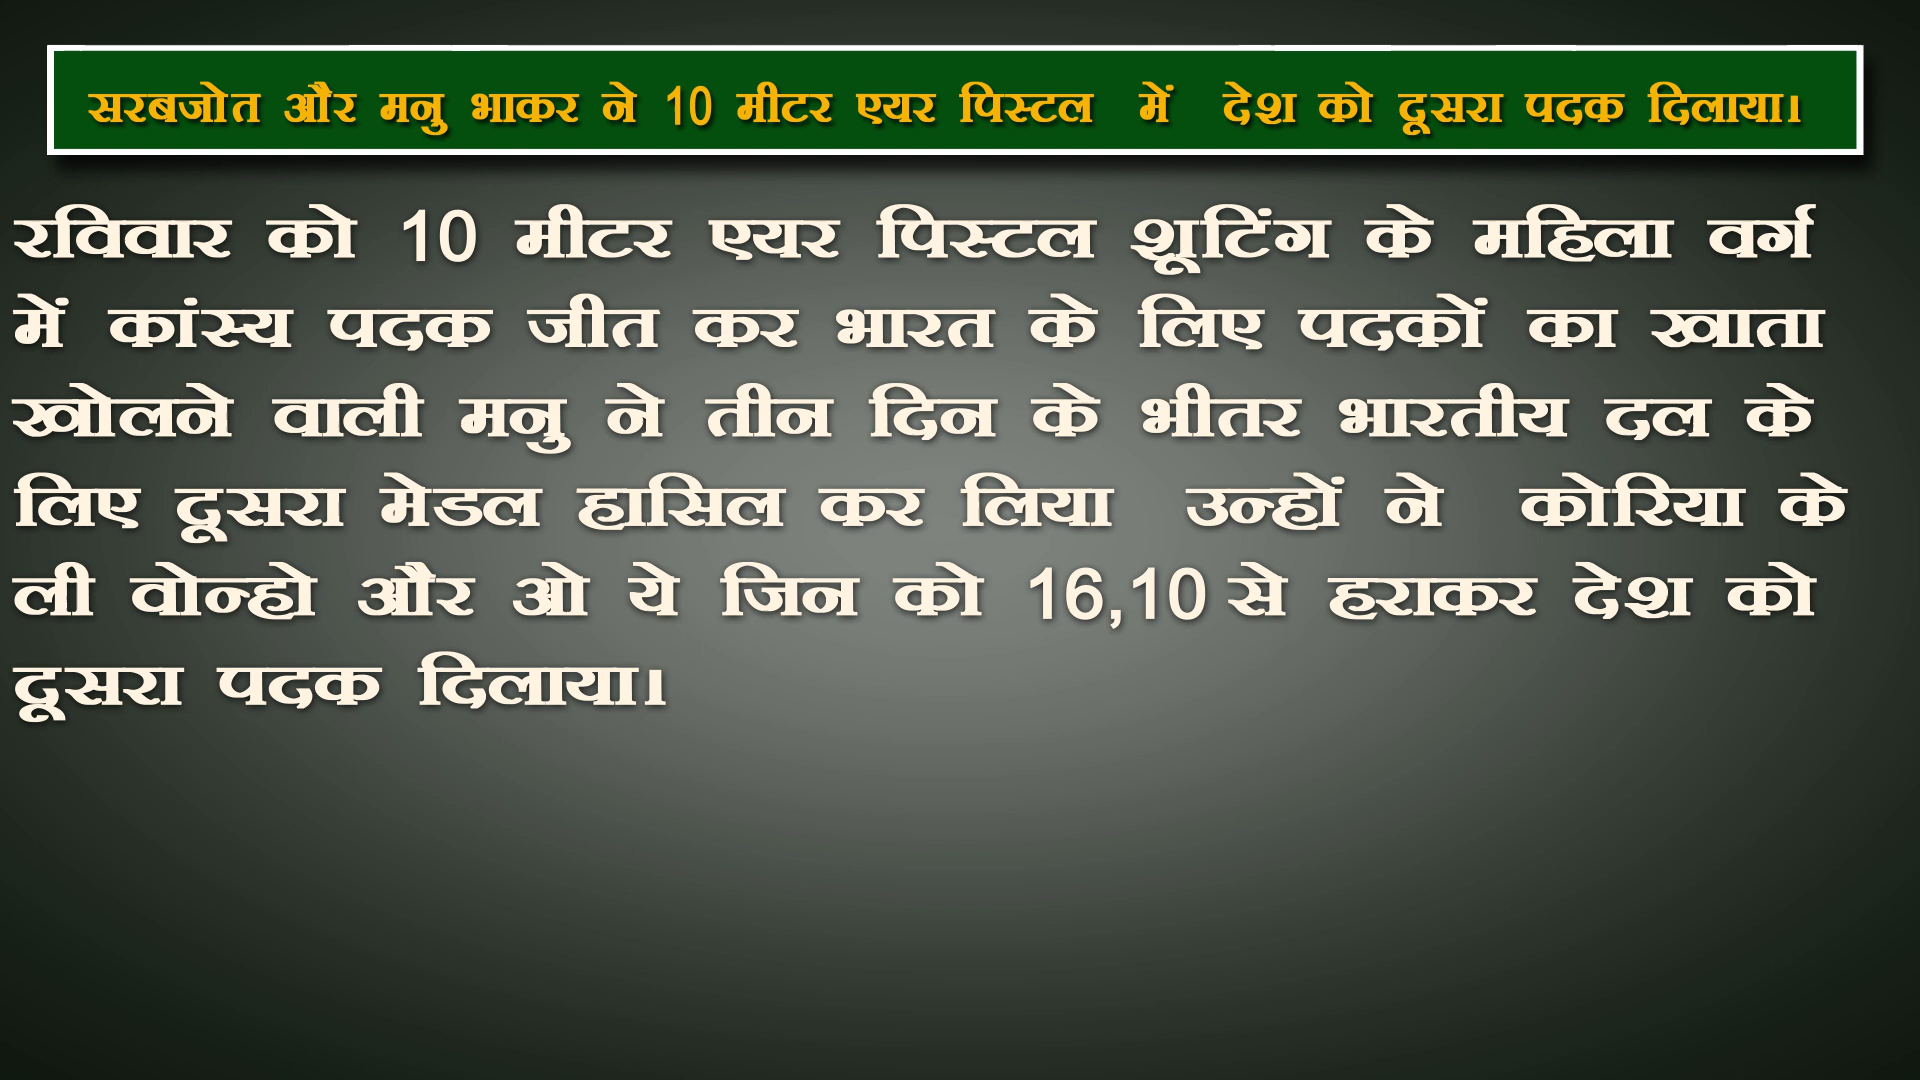 सरबजोत और मनु भाकर ने 10 मीटर एयर पिस्टल में देश को दूसरा पदक दिलाया।
रविवार को 10 मीटर एयर पिस्टल शूटिंग के महिला वर्ग
में कांस्य पदक जीत कर भारत के लिए पदकों का खाता
खोलने वाली मनु ने तीन दिन के भीतर भारतीय दल के
लिए दूसरा मेडल हासिल कर लिया उन्हों ने कोरिया के
ली वोन्हो और ओ ये जिन को 16,10 से हराकर देश को
दूसरा पदक दिलाया।